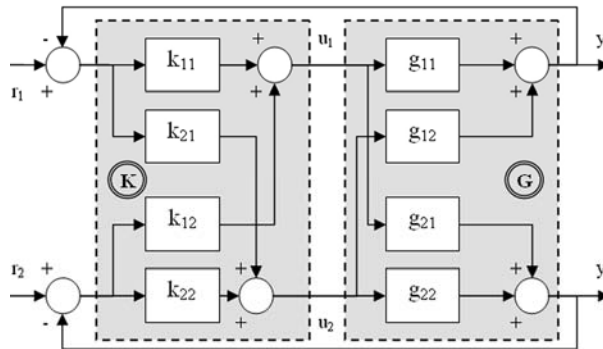 - + + y
k₁₁ u₁ g₁₁
r₁ + + +
k₂₁ g₁₂
K G
k₁₂ g₂₁
r₂ + + + y
k₂₂ g₂₂
- + u₂ +